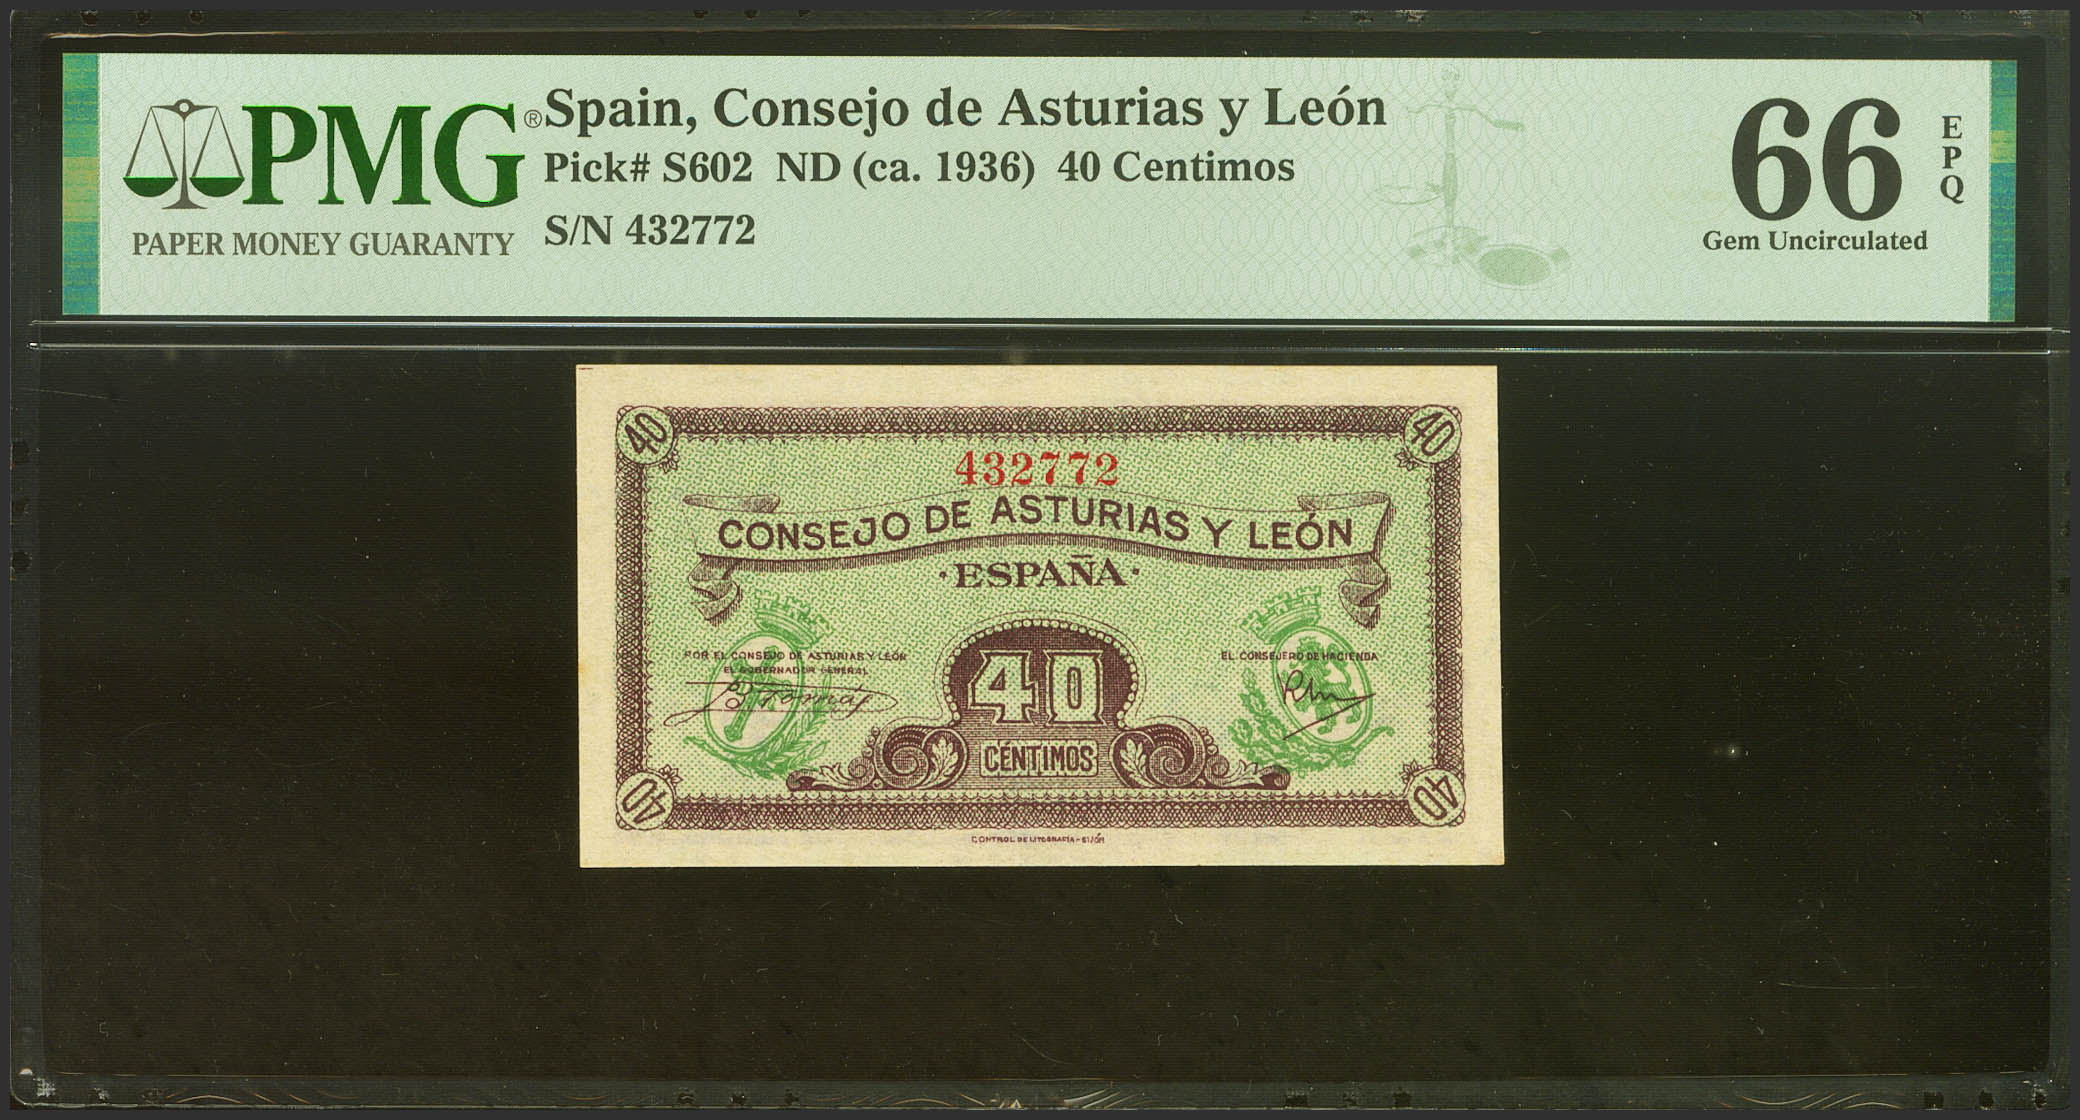 PMG®
PAPER MONEY GUARANTY
Spain, Consejo de Asturias y León
Pick# S602 ND (ca. 1936) 40 Centimos
S/N 432772
66
EPQ
Gem Uncirculated
40 40
432772
CONSEJO DE ASTURIAS Y LEÓN
·ESPAÑA·
POR EL CONSEJO DE ASTURIAS Y LEÓN
EL GOBERNADOR GENERAL
EL CONSEJERO DE HACIENDA
40
CÉNTIMOS
40 40
CONTROL DE LITOGRAFÍA - GIJÓN